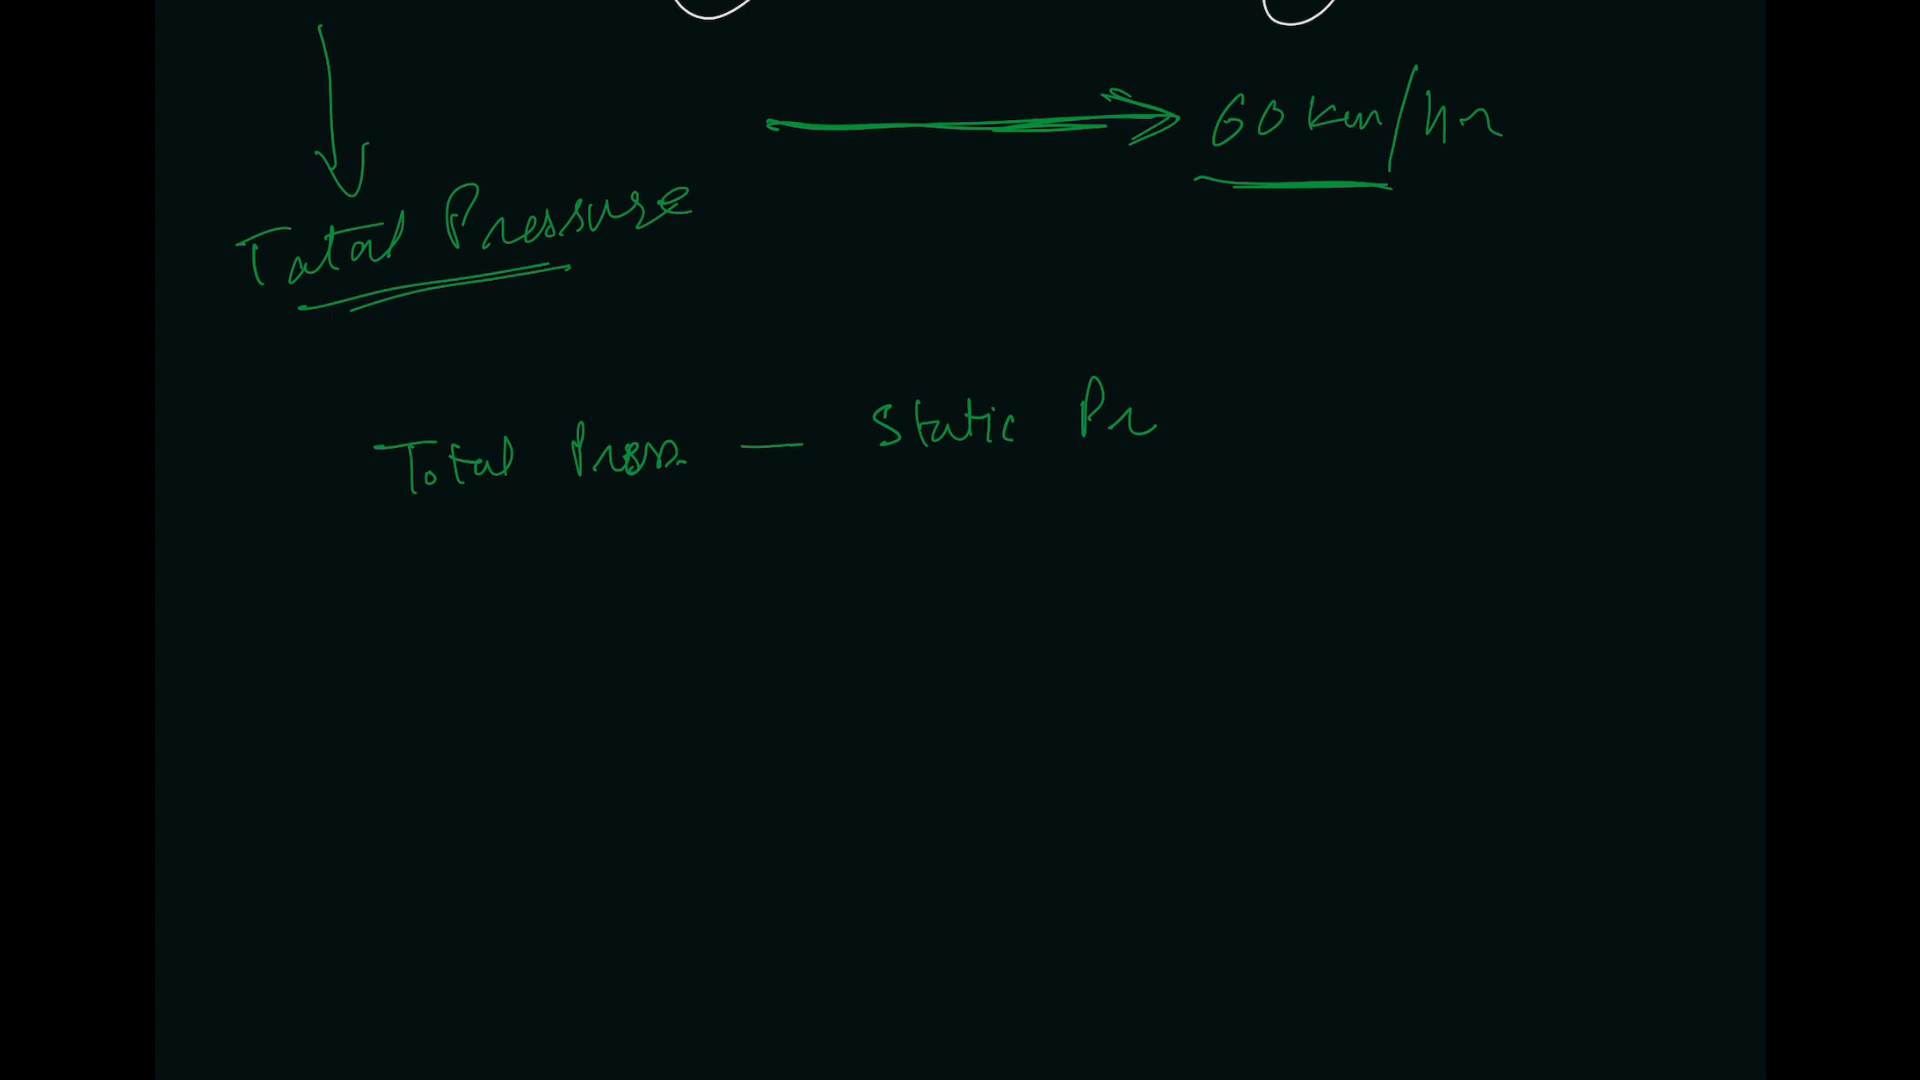 60 km/hr
Total Pressure
Total Press. — Static Pr